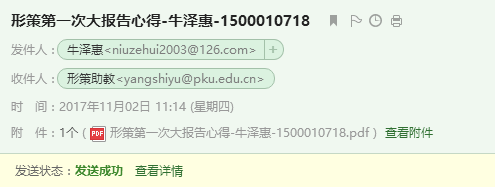 形策第一次大报告心得-牛泽惠-1500010718
发件人：牛泽惠<niuzehui2003@126.com> +
收件人：形策助教<yangshiyu@pku.edu.cn>
时　间：2017年11月02日 11:14 (星期四)
附　件：1个 ( PDF 形策第一次大报告心得-牛泽惠-1500010718.pdf ) 查看附件
发送状态：发送成功 查看详情